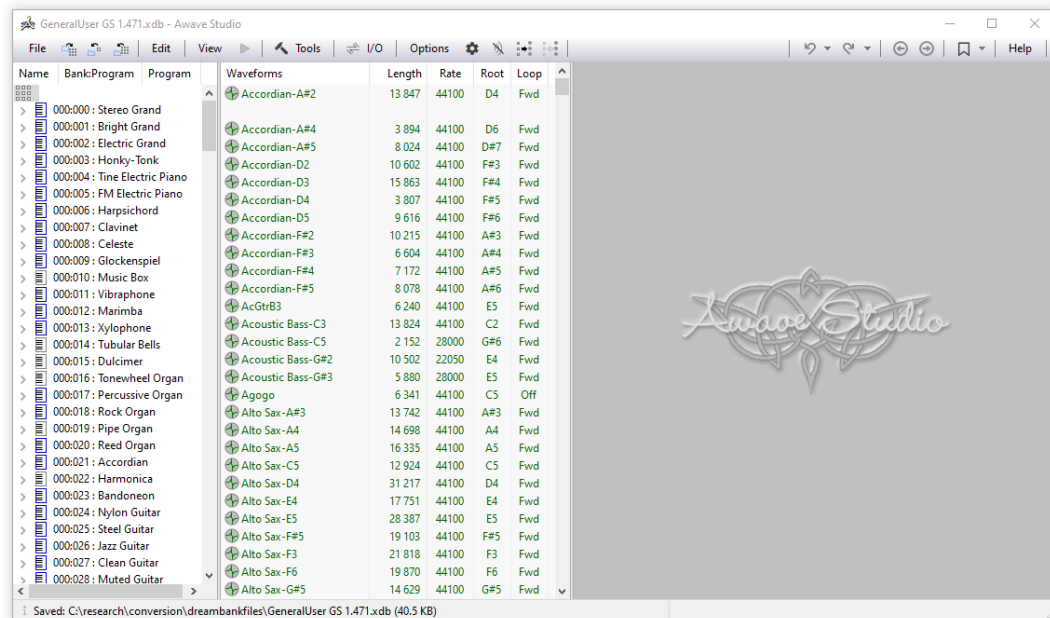 GeneralUser GS 1.471.xdb - Awave Studio
File Edit View Tools I/O Options Help
Name Bank:Program Program
000:000 : Stereo Grand
000:001 : Bright Grand
000:002 : Electric Grand
000:003 : Honky-Tonk
000:004 : Tine Electric Piano
000:005 : FM Electric Piano
000:006 : Harpsichord
000:007 : Clavinet
000:008 : Celeste
000:009 : Glockenspiel
000:010 : Music Box
000:011 : Vibraphone
000:012 : Marimba
000:013 : Xylophone
000:014 : Tubular Bells
000:015 : Dulcimer
000:016 : Tonewheel Organ
000:017 : Percussive Organ
000:018 : Rock Organ
000:019 : Pipe Organ
000:020 : Reed Organ
000:021 : Accordian
000:022 : Harmonica
000:023 : Bandoneon
000:024 : Nylon Guitar
000:025 : Steel Guitar
000:026 : Jazz Guitar
000:027 : Clean Guitar
000:028 : Muted Guitar
Waveforms Length Rate Root Loop
Accordian-A#2 13 847 44100 D4 Fwd
Accordian-A#4 3 894 44100 D6 Fwd
Accordian-A#5 8 024 44100 D#7 Fwd
Accordian-D2 10 602 44100 F#3 Fwd
Accordian-D3 15 863 44100 F#4 Fwd
Accordian-D4 3 807 44100 F#5 Fwd
Accordian-D5 9 616 44100 F#6 Fwd
Accordian-F#2 10 215 44100 A#3 Fwd
Accordian-F#3 6 604 44100 A#4 Fwd
Accordian-F#4 7 172 44100 A#5 Fwd
Accordian-F#5 8 078 44100 A#6 Fwd
AcGtrB3 6 240 44100 E5 Fwd
Acoustic Bass-C3 13 824 44100 C2 Fwd
Acoustic Bass-C5 2 152 28000 G#6 Fwd
Acoustic Bass-G#2 10 502 22050 E4 Fwd
Acoustic Bass-G#3 5 880 28000 E5 Fwd
Agogo 6 341 44100 C5 Off
Alto Sax-A#3 13 742 44100 A#3 Fwd
Alto Sax-A4 14 698 44100 A4 Fwd
Alto Sax-A5 16 335 44100 A5 Fwd
Alto Sax-C5 12 924 44100 C5 Fwd
Alto Sax-D4 31 217 44100 D4 Fwd
Alto Sax-E4 17 751 44100 E4 Fwd
Alto Sax-E5 28 387 44100 E5 Fwd
Alto Sax-F#5 19 103 44100 F#5 Fwd
Alto Sax-F3 21 818 44100 F3 Fwd
Alto Sax-F6 19 870 44100 F6 Fwd
Alto Sax-G#5 14 629 44100 G#5 Fwd
Awave Studio
Saved: C:\research\conversion\dreambankfiles\GeneralUser GS 1.471.xdb (40.5 KB)